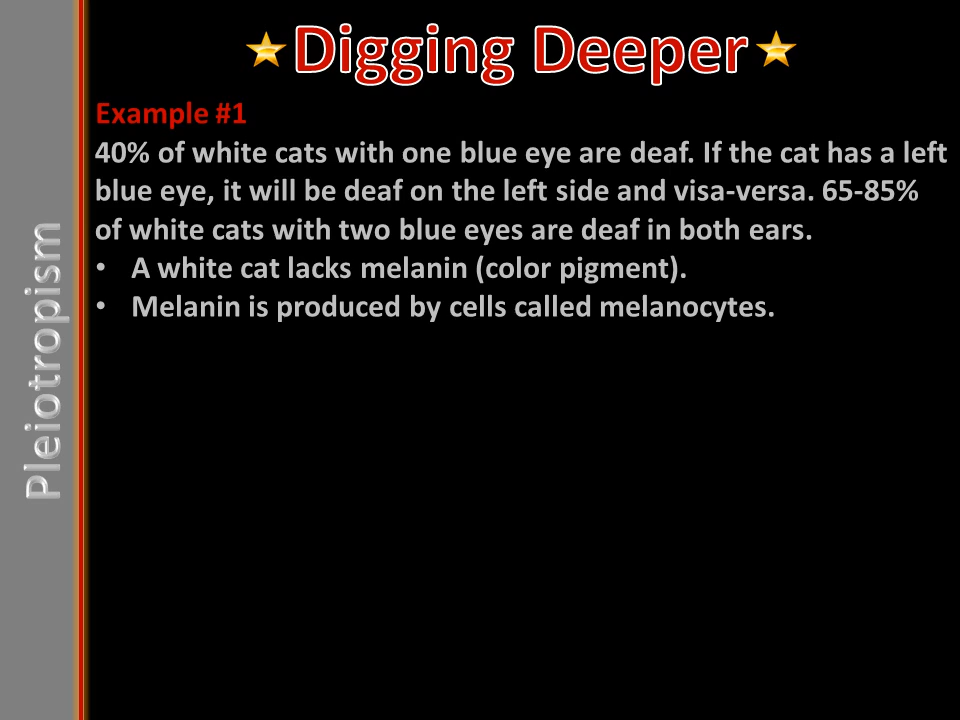 Digging Deeper
Example #1
40% of white cats with one blue eye are deaf. If the cat has a left
blue eye, it will be deaf on the left side and visa-versa. 65-85%
of white cats with two blue eyes are deaf in both ears.
• A white cat lacks melanin (color pigment).
• Melanin is produced by cells called melanocytes.
Pleiotropism